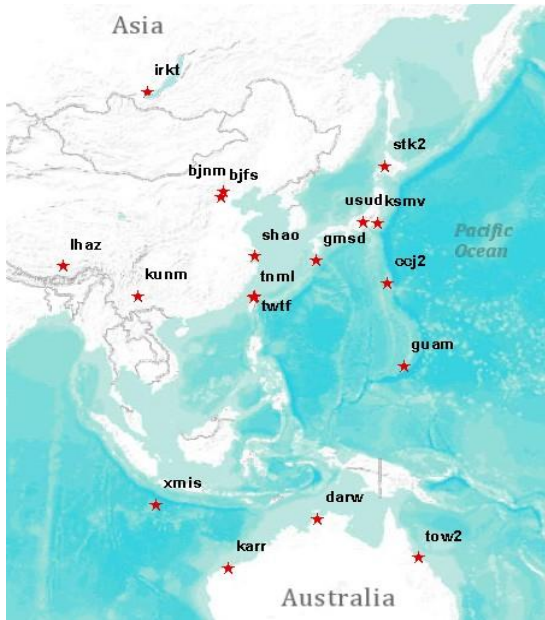 Asia
irkt
stk2
bjnm
bjfs
usud
ksmv
Pacific
Ocean
shao
gmsd
lhaz
ccj2
kunm
tnml
twtf
guam
xmis
darw
karr
tow2
Australia